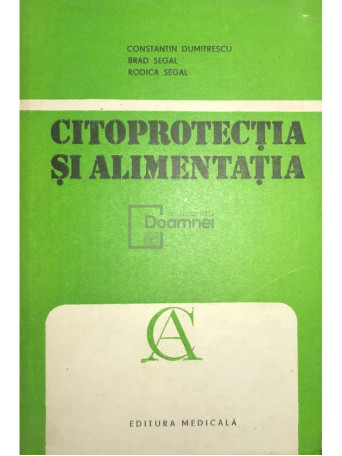 CONSTANTIN DUMITRESCU
BRAD SEGAL
RODICA SEGAL
CITOPROTECȚIA
ȘI ALIMENTAȚIA
Doamnei
CA
EDITURA MEDICALĂ